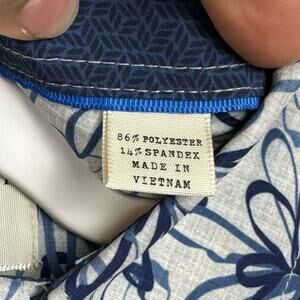 86% POLYESTER
14% SPANDEX
MADE IN
VIETNAM